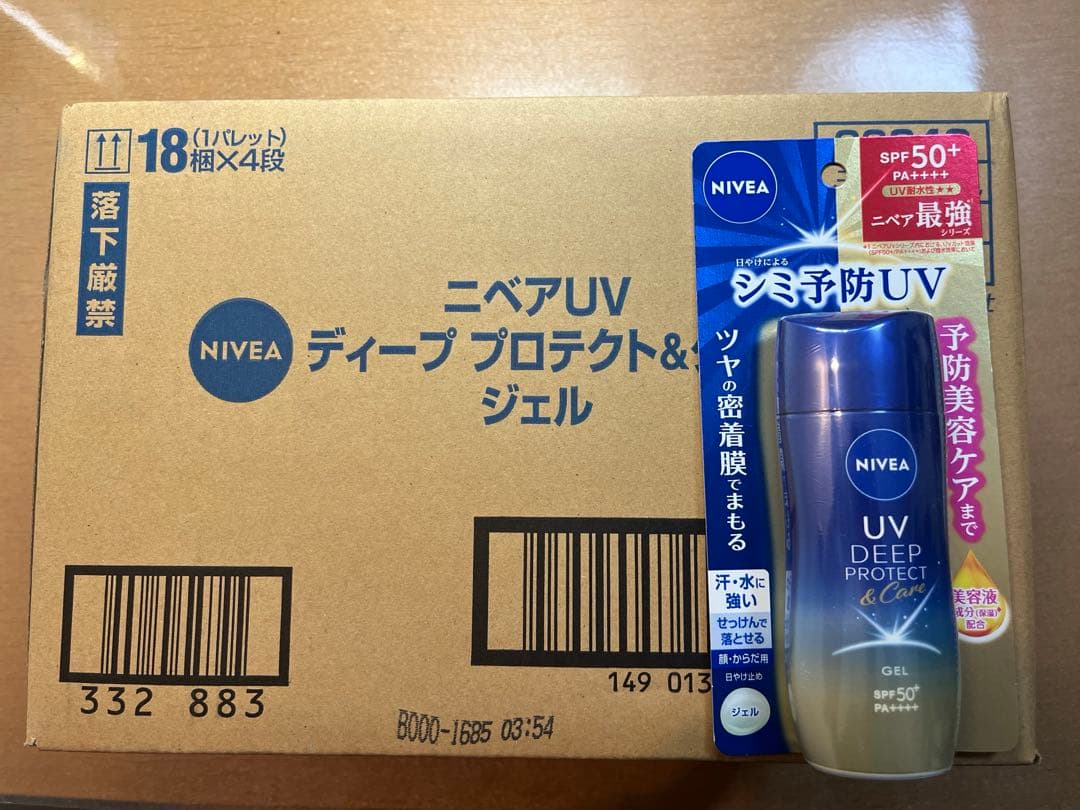 18(1パレット)
梱×4段
落下厳禁
NIVEA
ニベアUV
ディープ プロテクト&
ジェル
332 883
149 013
B000-1685 03:54
NIVEA
SPF50+
PA++++
UV耐水性★★
ニベア最強*1
シリーズ
日やけによる
シミ予防UV
ツヤの密着膜でまもる
予防美容ケアまで
汗・水に
強い
せっけんで
落とせる
顔・からだ用
日やけ止め
ジェル
美容液
成分(保湿)*
配合
NIVEA
UV
DEEP
PROTECT
& Care
GEL
SPF50+
PA++++